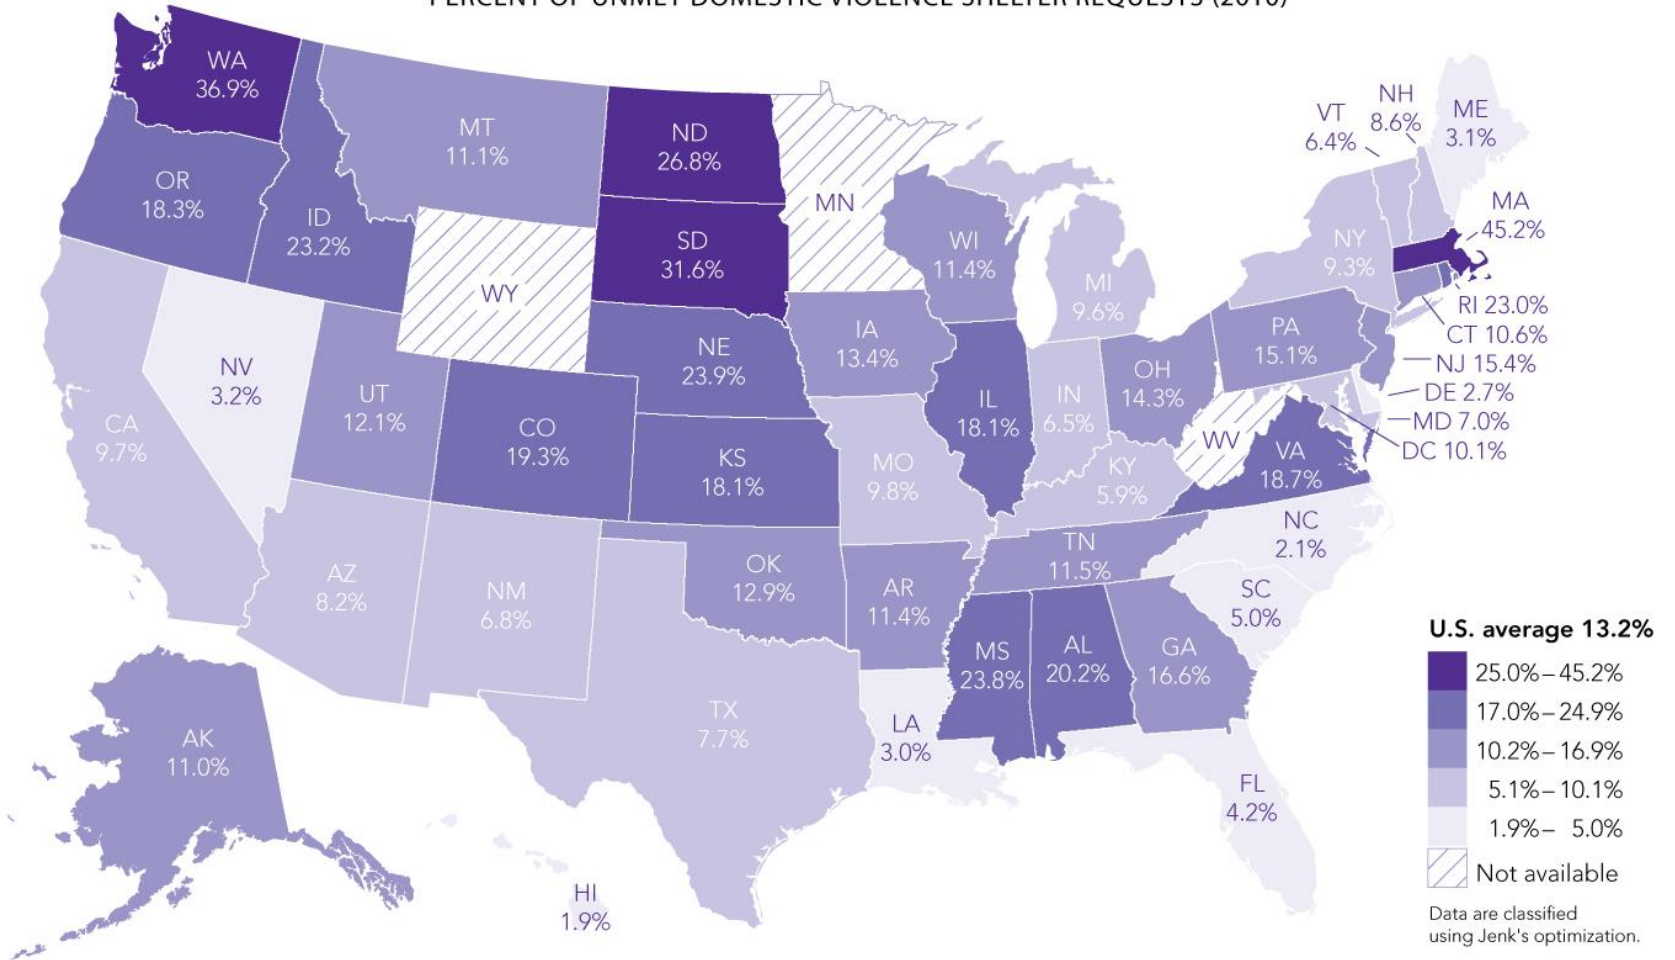 PERCENT OF UNMET DOMESTIC VIOLENCE SHELTER REQUESTS (2010)
WA
36.9%
OR
18.3%
ID
23.2%
MT
11.1%
ND
26.8%
SD
31.6%
MN
WY
WI
11.4%
MI
9.6%
NY
9.3%
VT
6.4%
NH
8.6%
ME
3.1%
MA
45.2%
RI 23.0%
CT 10.6%
NJ 15.4%
DE 2.7%
MD 7.0%
DC 10.1%
PA
15.1%
OH
14.3%
IN
6.5%
IL
18.1%
IA
13.4%
NE
23.9%
NV
3.2%
UT
12.1%
CA
9.7%
CO
19.3%
KS
18.1%
MO
9.8%
KY
5.9%
WV
VA
18.7%
NC
2.1%
TN
11.5%
SC
5.0%
AZ
8.2%
NM
6.8%
OK
12.9%
AR
11.4%
MS
23.8%
AL
20.2%
GA
16.6%
TX
7.7%
LA
3.0%
FL
4.2%
AK
11.0%
HI
1.9%
U.S. average 13.2%
25.0%–45.2%
17.0%–24.9%
10.2%–16.9%
5.1%–10.1%
1.9%– 5.0%
Not available
Data are classified
using Jenk's optimization.